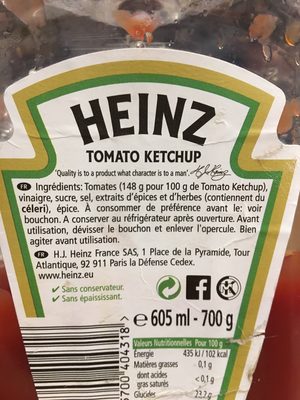 HEINZ
TOMATO KETCHUP
'Quality is to a product what character is to a man'.
FR Ingrédients: Tomates (148 g pour 100 g de Tomato Ketchup),
vinaigre, sucre, sel, extraits d'épices et d'herbes (contiennent du
céleri), épice. À consommer de préférence avant le: voir
bouchon. A conserver au réfrigérateur après ouverture. Avant
utilisation, dévisser le bouchon et enlever l'opercule. Bien
agiter avant utilisation.
FR H.J. Heinz France SAS, 1 Place de la Pyramide, Tour
Atlantique, 92 911 Paris la Défense Cedex.
www.heinz.eu
✓ Sans conservateur.
✓ Sans épaississant.
K
e 605 ml - 700 g
Valeurs Nutritionnelles Pour 100 g
Énergie 435 kJ / 102 kcal
Matières grasses 0,1 g
dont acides
gras saturés < 0,1 g
Glucides 23,2 g
700404318